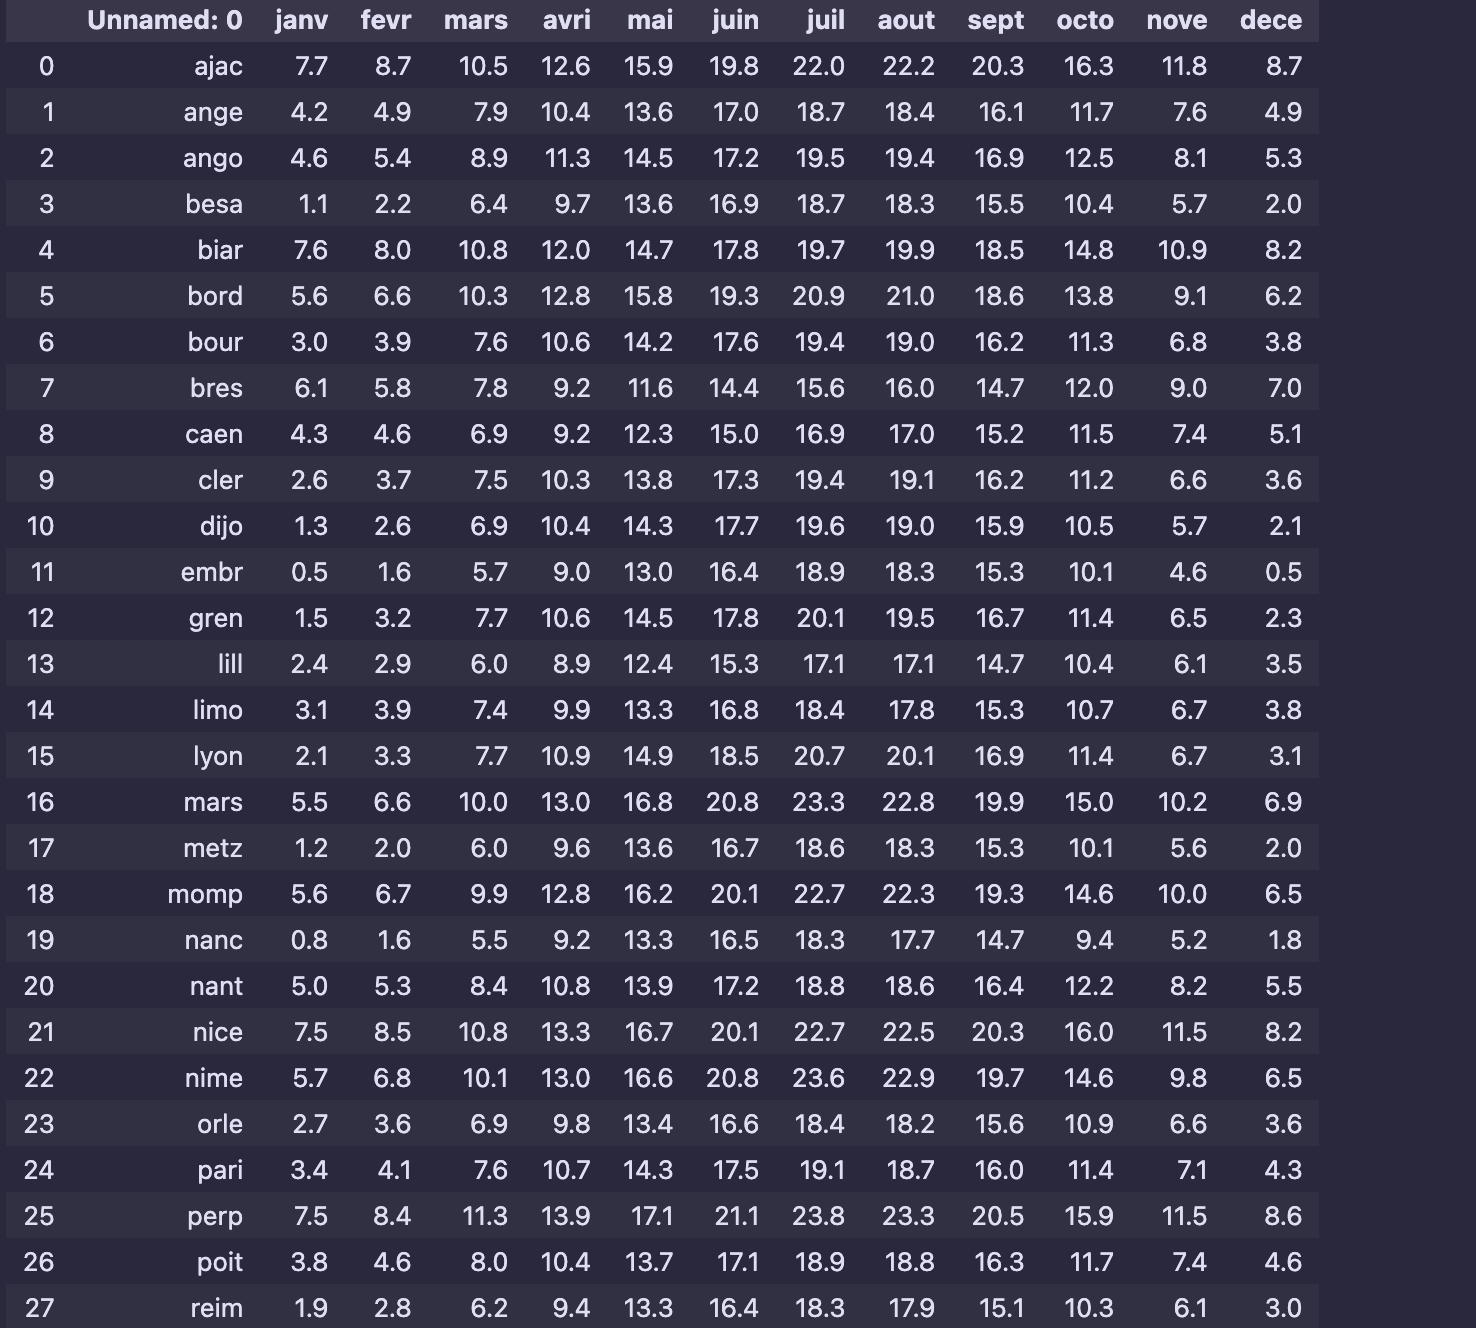 Unnamed: 0 janv fevr mars avri mai juin juil aout sept octo nove dece
0 ajac 7.7 8.7 10.5 12.6 15.9 19.8 22.0 22.2 20.3 16.3 11.8 8.7
1 ange 4.2 4.9 7.9 10.4 13.6 17.0 18.7 18.4 16.1 11.7 7.6 4.9
2 ango 4.6 5.4 8.9 11.3 14.5 17.2 19.5 19.4 16.9 12.5 8.1 5.3
3 besa 1.1 2.2 6.4 9.7 13.6 16.9 18.7 18.3 15.5 10.4 5.7 2.0
4 biar 7.6 8.0 10.8 12.0 14.7 17.8 19.7 19.9 18.5 14.8 10.9 8.2
5 bord 5.6 6.6 10.3 12.8 15.8 19.3 20.9 21.0 18.6 13.8 9.1 6.2
6 bour 3.0 3.9 7.6 10.6 14.2 17.6 19.4 19.0 16.2 11.3 6.8 3.8
7 bres 6.1 5.8 7.8 9.2 11.6 14.4 15.6 16.0 14.7 12.0 9.0 7.0
8 caen 4.3 4.6 6.9 9.2 12.3 15.0 16.9 17.0 15.2 11.5 7.4 5.1
9 cler 2.6 3.7 7.5 10.3 13.8 17.3 19.4 19.1 16.2 11.2 6.6 3.6
10 dijo 1.3 2.6 6.9 10.4 14.3 17.7 19.6 19.0 15.9 10.5 5.7 2.1
11 embr 0.5 1.6 5.7 9.0 13.0 16.4 18.9 18.3 15.3 10.1 4.6 0.5
12 gren 1.5 3.2 7.7 10.6 14.5 17.8 20.1 19.5 16.7 11.4 6.5 2.3
13 lill 2.4 2.9 6.0 8.9 12.4 15.3 17.1 17.1 14.7 10.4 6.1 3.5
14 limo 3.1 3.9 7.4 9.9 13.3 16.8 18.4 17.8 15.3 10.7 6.7 3.8
15 lyon 2.1 3.3 7.7 10.9 14.9 18.5 20.7 20.1 16.9 11.4 6.7 3.1
16 mars 5.5 6.6 10.0 13.0 16.8 20.8 23.3 22.8 19.9 15.0 10.2 6.9
17 metz 1.2 2.0 6.0 9.6 13.6 16.7 18.6 18.3 15.3 10.1 5.6 2.0
18 momp 5.6 6.7 9.9 12.8 16.2 20.1 22.7 22.3 19.3 14.6 10.0 6.5
19 nanc 0.8 1.6 5.5 9.2 13.3 16.5 18.3 17.7 14.7 9.4 5.2 1.8
20 nant 5.0 5.3 8.4 10.8 13.9 17.2 18.8 18.6 16.4 12.2 8.2 5.5
21 nice 7.5 8.5 10.8 13.3 16.7 20.1 22.7 22.5 20.3 16.0 11.5 8.2
22 nime 5.7 6.8 10.1 13.0 16.6 20.8 23.6 22.9 19.7 14.6 9.8 6.5
23 orle 2.7 3.6 6.9 9.8 13.4 16.6 18.4 18.2 15.6 10.9 6.6 3.6
24 pari 3.4 4.1 7.6 10.7 14.3 17.5 19.1 18.7 16.0 11.4 7.1 4.3
25 perp 7.5 8.4 11.3 13.9 17.1 21.1 23.8 23.3 20.5 15.9 11.5 8.6
26 poit 3.8 4.6 8.0 10.4 13.7 17.1 18.9 18.8 16.3 11.7 7.4 4.6
27 reim 1.9 2.8 6.2 9.4 13.3 16.4 18.3 17.9 15.1 10.3 6.1 3.0